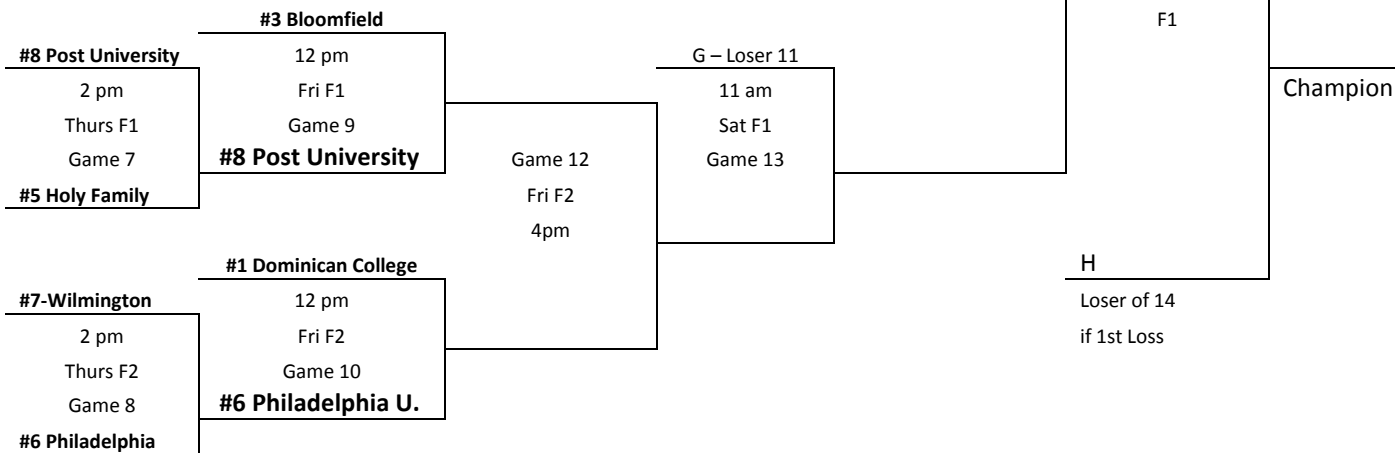 #3 Bloomfield
F1
#8 Post University
12 pm
G – Loser 11
2 pm
Fri F1
11 am
Champion
Thurs F1
Game 9
Sat F1
Game 7
#8 Post University
Game 12
Game 13
#5 Holy Family
Fri F2
4pm
#1 Dominican College
H
#7-Wilmington
12 pm
Loser of 14
2 pm
Fri F2
if 1st Loss
Thurs F2
Game 10
Game 8
#6 Philadelphia U.
#6 Philadelphia